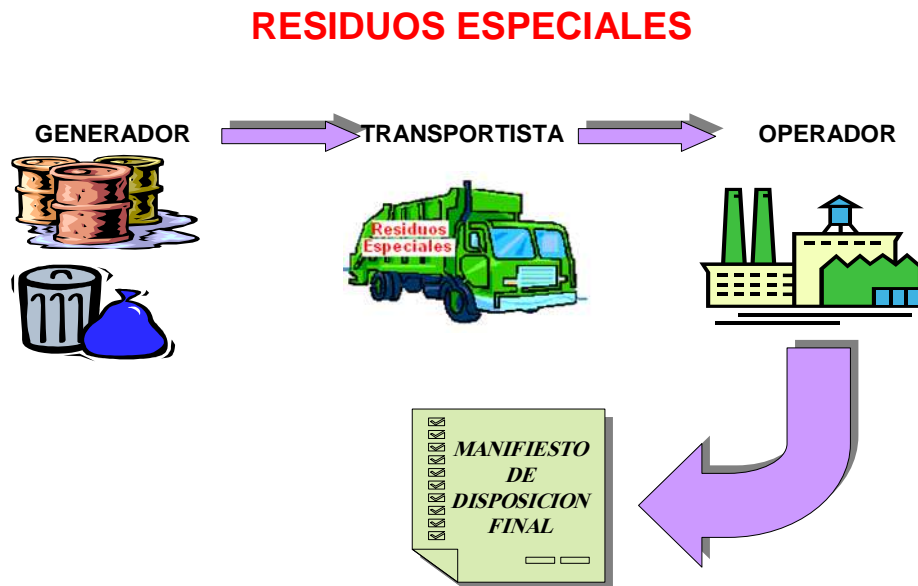 RESIDUOS ESPECIALES
GENERADOR
TRANSPORTISTA
OPERADOR
Residuos
Especiales
MANIFIESTO
DE
DISPOSICION
FINAL